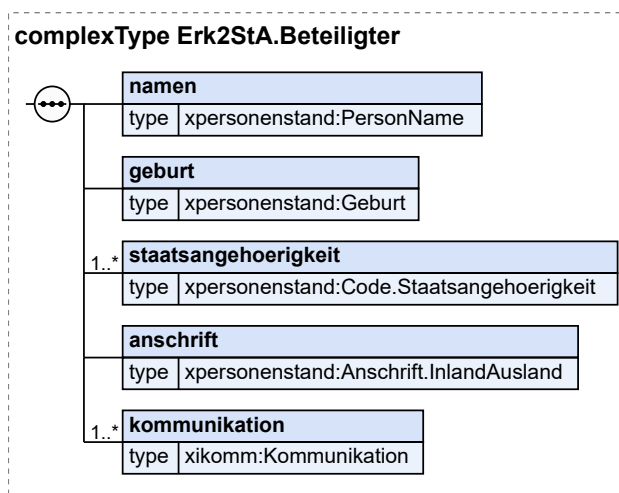 complexType Erk2StA.Beteiligter
namen
type xpersonenstand:PersonName
geburt
type xpersonenstand:Geburt
1..* staatsangehoerigkeit
type xpersonenstand:Code.Staatsangehoerigkeit
anschrift
type xpersonenstand:Anschrift.InlandAusland
1..* kommunikation
type xikomm:Kommunikation